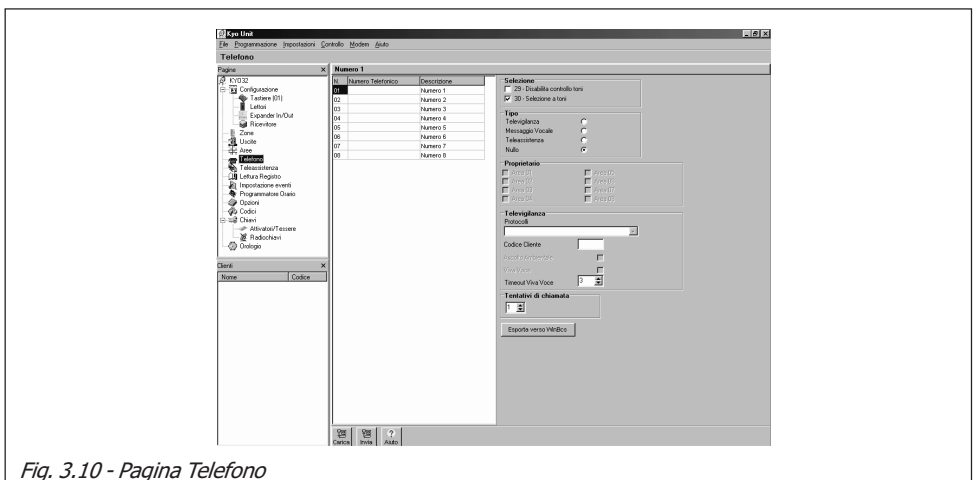 Kyo Unit
File Programmazione Impostazioni Controllo Modem Aiuto
Telefono
Pagine
KYO32
Configurazione
Tastiere (01)
Lettori
Expander In/Out
Ricevitore
Zone
Uscite
Aree
Telefono
Teleassistenza
Lettura Registro
Impostazione eventi
Programmatore Orario
Opzioni
Codici
Chiavi
Attivatori/Tessere
Radiochiavi
Orologio
Clienti
Nome Codice
Numero 1
N. Numero Telefonico Descrizione
01 Numero 1
02 Numero 2
03 Numero 3
04 Numero 4
05 Numero 5
06 Numero 6
07 Numero 7
08 Numero 8
Selezione
29 - Disabilita controllo toni
30 - Selezione a toni
Tipo
Televigilanza
Messaggio Vocale
Teleassistenza
Nullo
Proprietario
Area 01 Area 05
Area 02 Area 06
Area 03 Area 07
Area 04 Area 08
Televigilanza
Protocolli
Codice Cliente
Ascolto Ambientale
Viva Voce
Timeout Viva Voce 3
Tentativi di chiamata
1
Esporta verso WinBcs
Carica Invia Aiuto
Fig. 3.10 - Pagina Telefono